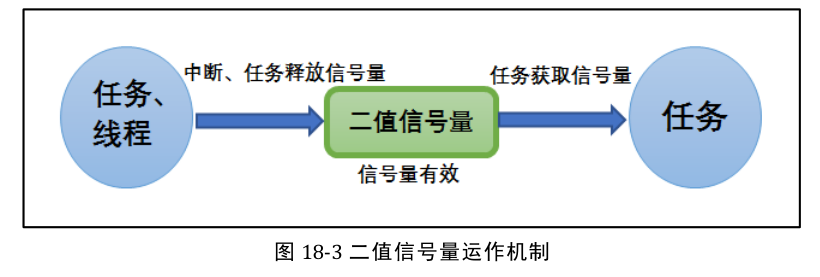 中断、任务释放信号量
任务获取信号量
任务、
线程
二值信号量
任务
信号量有效
图 18-3 二值信号量运作机制